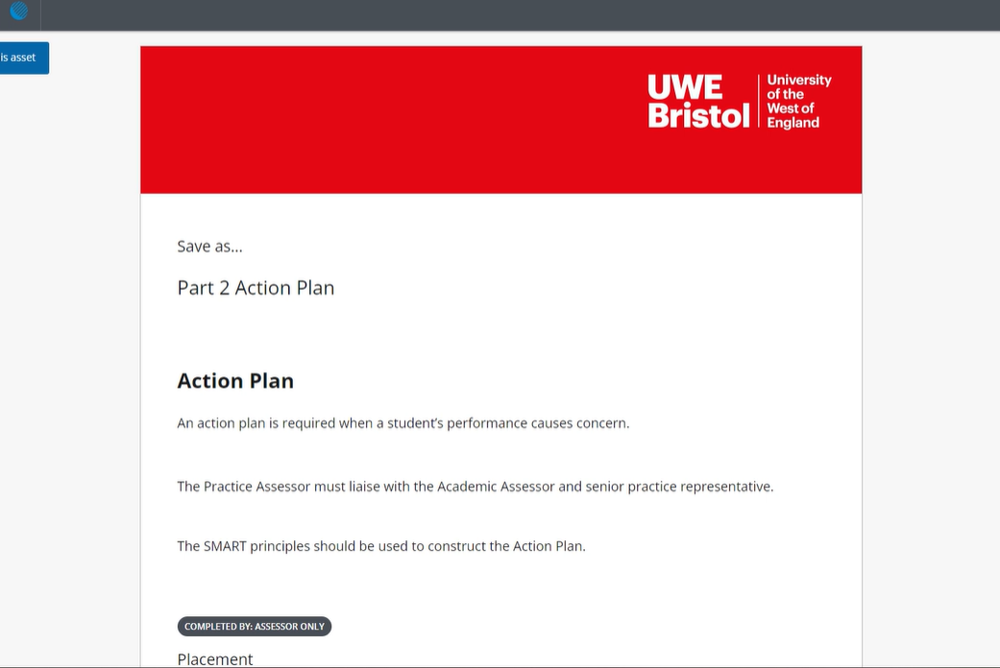 is asset
UWE
Bristol
University
of the
West of
England
Save as...
Part 2 Action Plan
Action Plan
An action plan is required when a student's performance causes concern.
The Practice Assessor must liaise with the Academic Assessor and senior practice representative.
The SMART principles should be used to construct the Action Plan.
COMPLETED BY: ASSESSOR ONLY
Placement